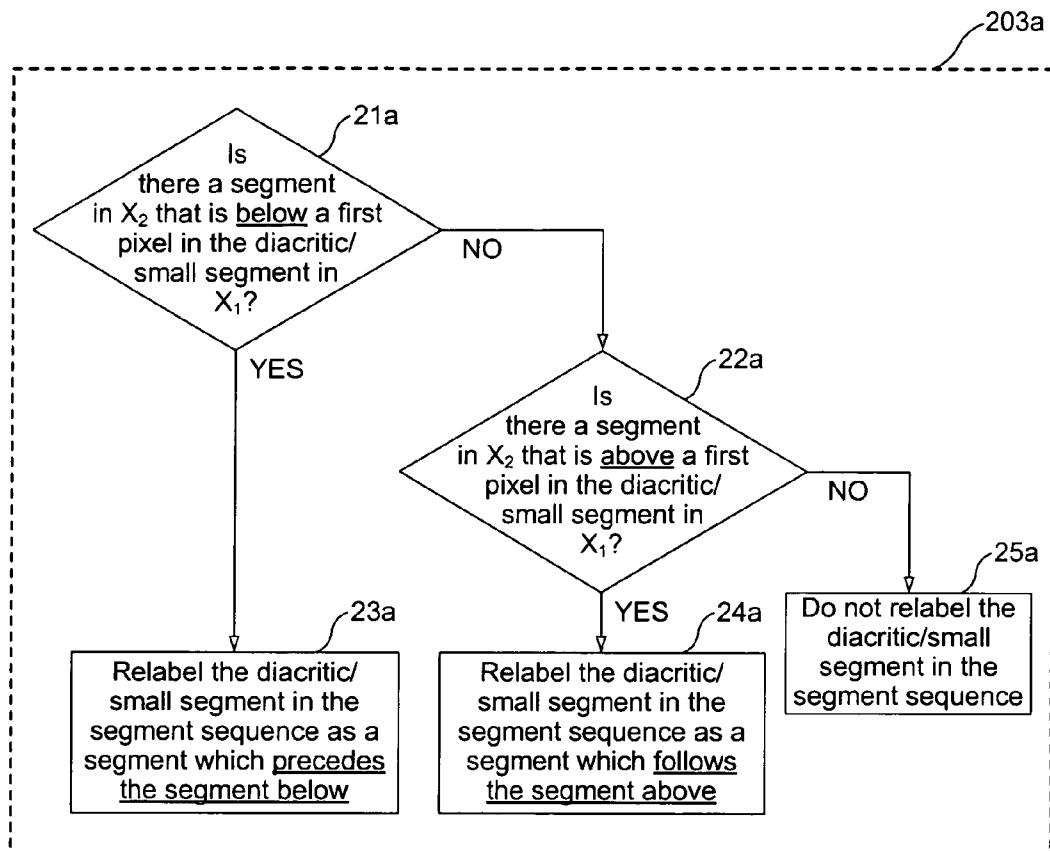 203a
21a
Is
there a segment
in X₂ that is below a first
pixel in the diacritic/
small segment in
X₁?
NO
YES
22a
Is
there a segment
in X₂ that is above a first
pixel in the diacritic/
small segment in
X₁?
NO
YES
23a
Relabel the diacritic/
small segment in the
segment sequence as a
segment which precedes
the segment below
24a
Relabel the diacritic/
small segment in the
segment sequence as a
segment which follows
the segment above
25a
Do not relabel the
diacritic/small
segment in the
segment sequence